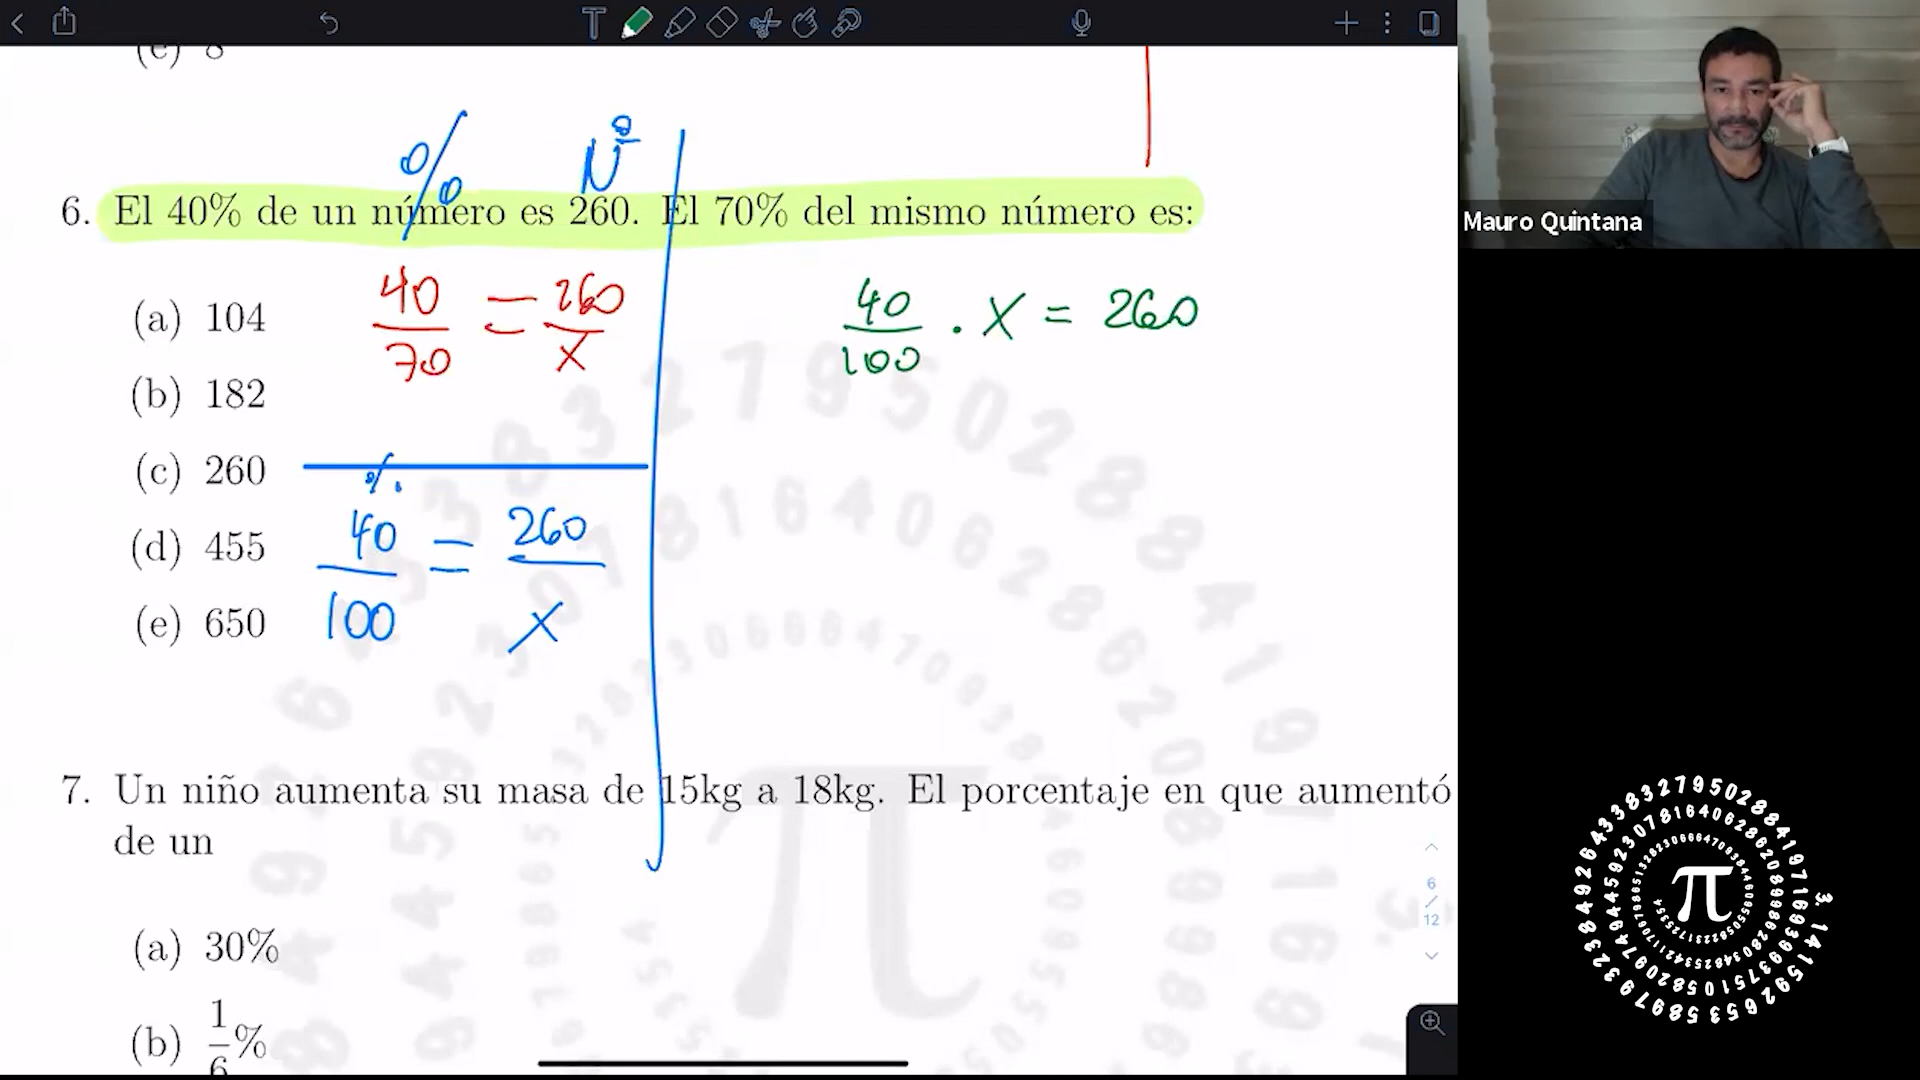 (e) 8
% Nº
6. El 40% de un número es 260. El 70% del mismo número es:
40/70 = 260/x
40/100 · x = 260
(a) 104
(b) 182
(c) 260
(d) 455
(e) 650
%
40/100 = 260/x
7. Un niño aumenta su masa de 15kg a 18kg. El porcentaje en que aumentó
de un
(a) 30%
(b) 1/6%
6/12
Mauro Quintana
π